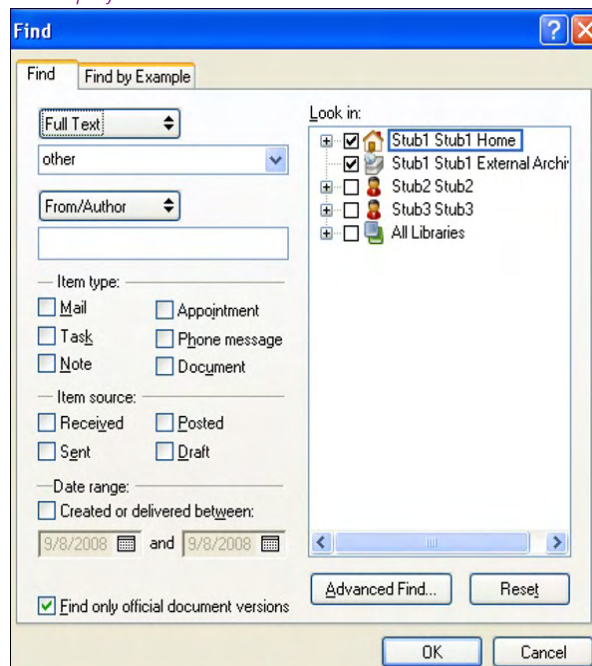 Find
Find
Find by Example
Full Text
other
From/Author
Item type:
Mail
Appointment
Task
Phone message
Note
Document
Item source:
Received
Posted
Sent
Draft
Date range:
Created or delivered between:
9/8/2008 and 9/8/2008
Find only official document versions
Look in:
Stub1 Stub1 Home
Stub1 Stub1 External Archi
Stub2 Stub2
Stub3 Stub3
All Libraries
Advanced Find...
Reset
OK
Cancel